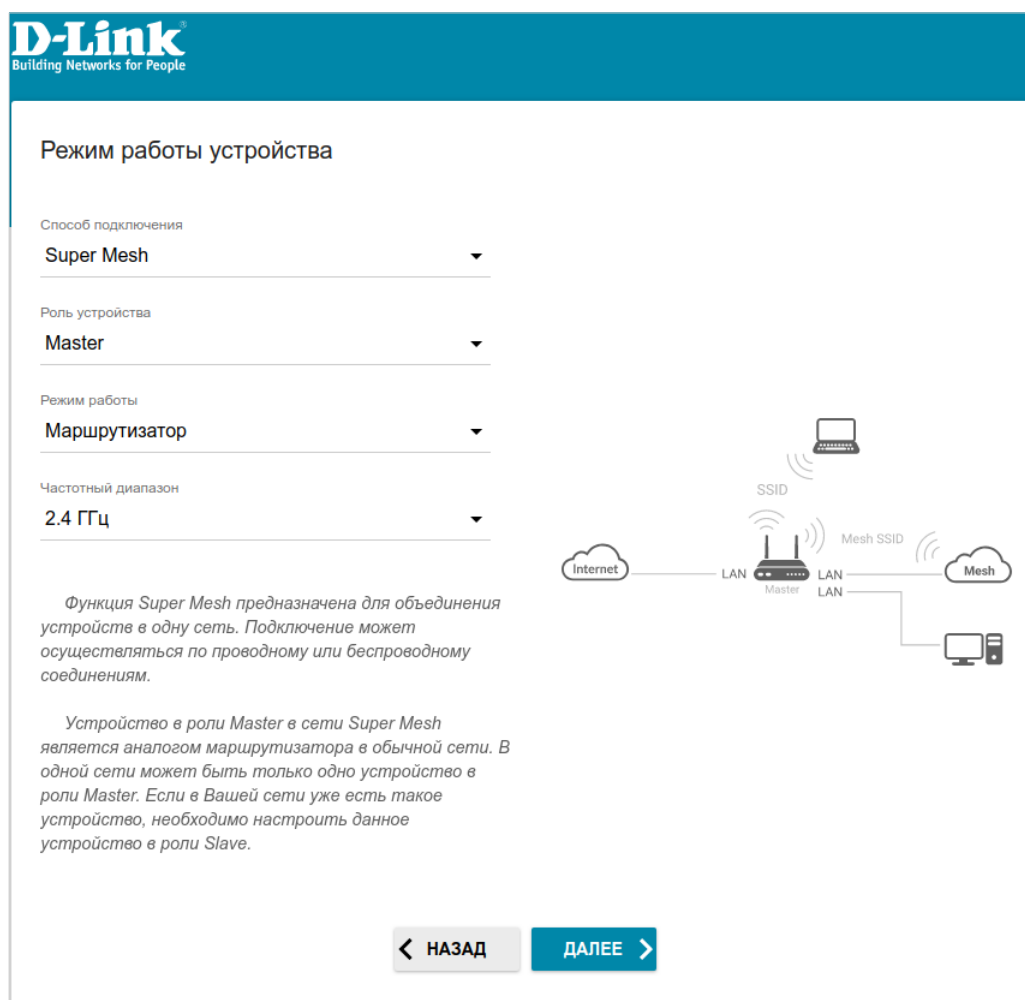 D-Link®
Building Networks for People
Режим работы устройства
Способ подключения
Super Mesh
Роль устройства
Master
Режим работы
Маршрутизатор
Частотный диапазон
2.4 ГГц
Функция Super Mesh предназначена для объединения
устройств в одну сеть. Подключение может
осуществляться по проводному или беспроводному
соединениям.
Устройство в роли Master в сети Super Mesh
является аналогом маршрутизатора в обычной сети. В
одной сети может быть только одно устройство в
роли Master. Если в Вашей сети уже есть такое
устройство, необходимо настроить данное
устройство в роли Slave.
SSID
Mesh SSID
Internet
LAN
LAN
Mesh
Master
LAN
НАЗАД
ДАЛЕЕ